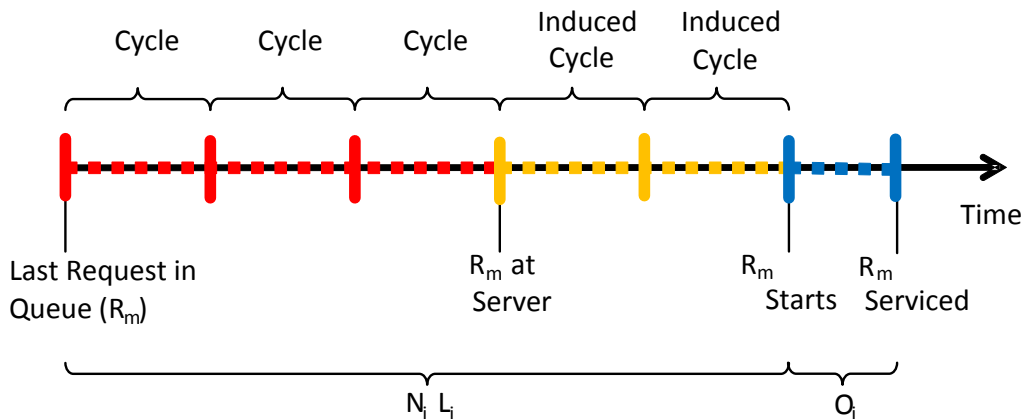 Cycle
Cycle
Cycle
Induced
Cycle
Induced
Cycle
Time
Last Request in
Queue (Rm)
Rm at
Server
Rm
Starts
Rm
Serviced
Ni Li
Oi